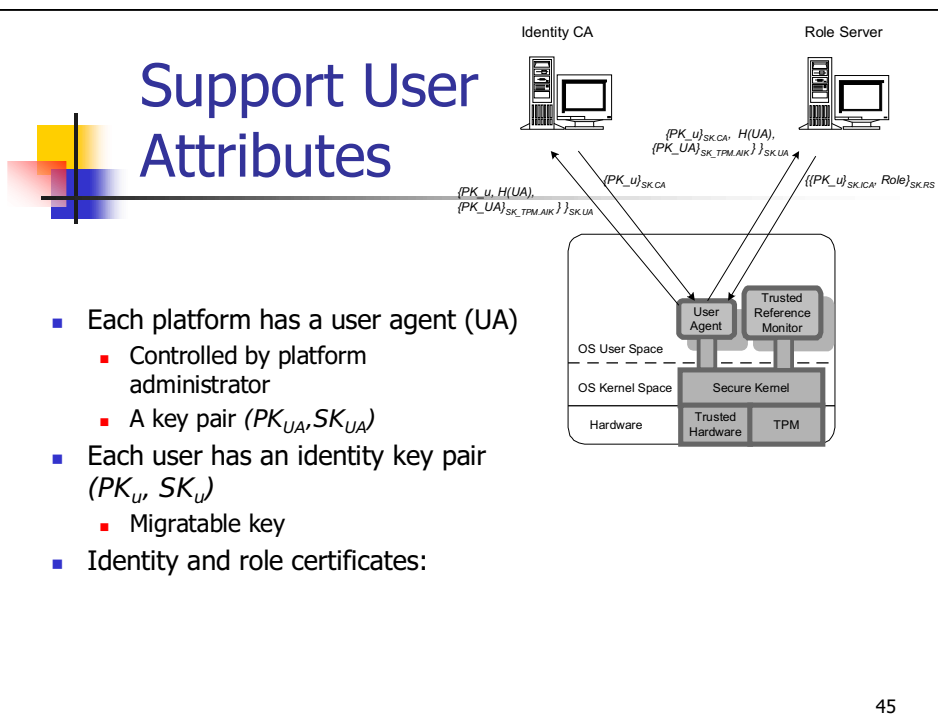 Identity CA
Role Server
Support User
Attributes
{PK_u}SK.CA, H(UA),
{PK_UA}SK_TPM.AIK } }SK.UA
{PK_u}SK.CA
{{PK_u}SK.ICA, Role}SK.RS
{PK_u, H(UA),
{PK_UA}SK_TPM.AIK } }SK.UA
Each platform has a user agent (UA)
Controlled by platform
administrator
A key pair (PKUA,SKUA)
Each user has an identity key pair
(PKu, SKu)
Migratable key
Identity and role certificates:
User
Agent
Trusted
Reference
Monitor
OS User Space
OS Kernel Space
Secure Kernel
Hardware
Trusted
Hardware
TPM
45